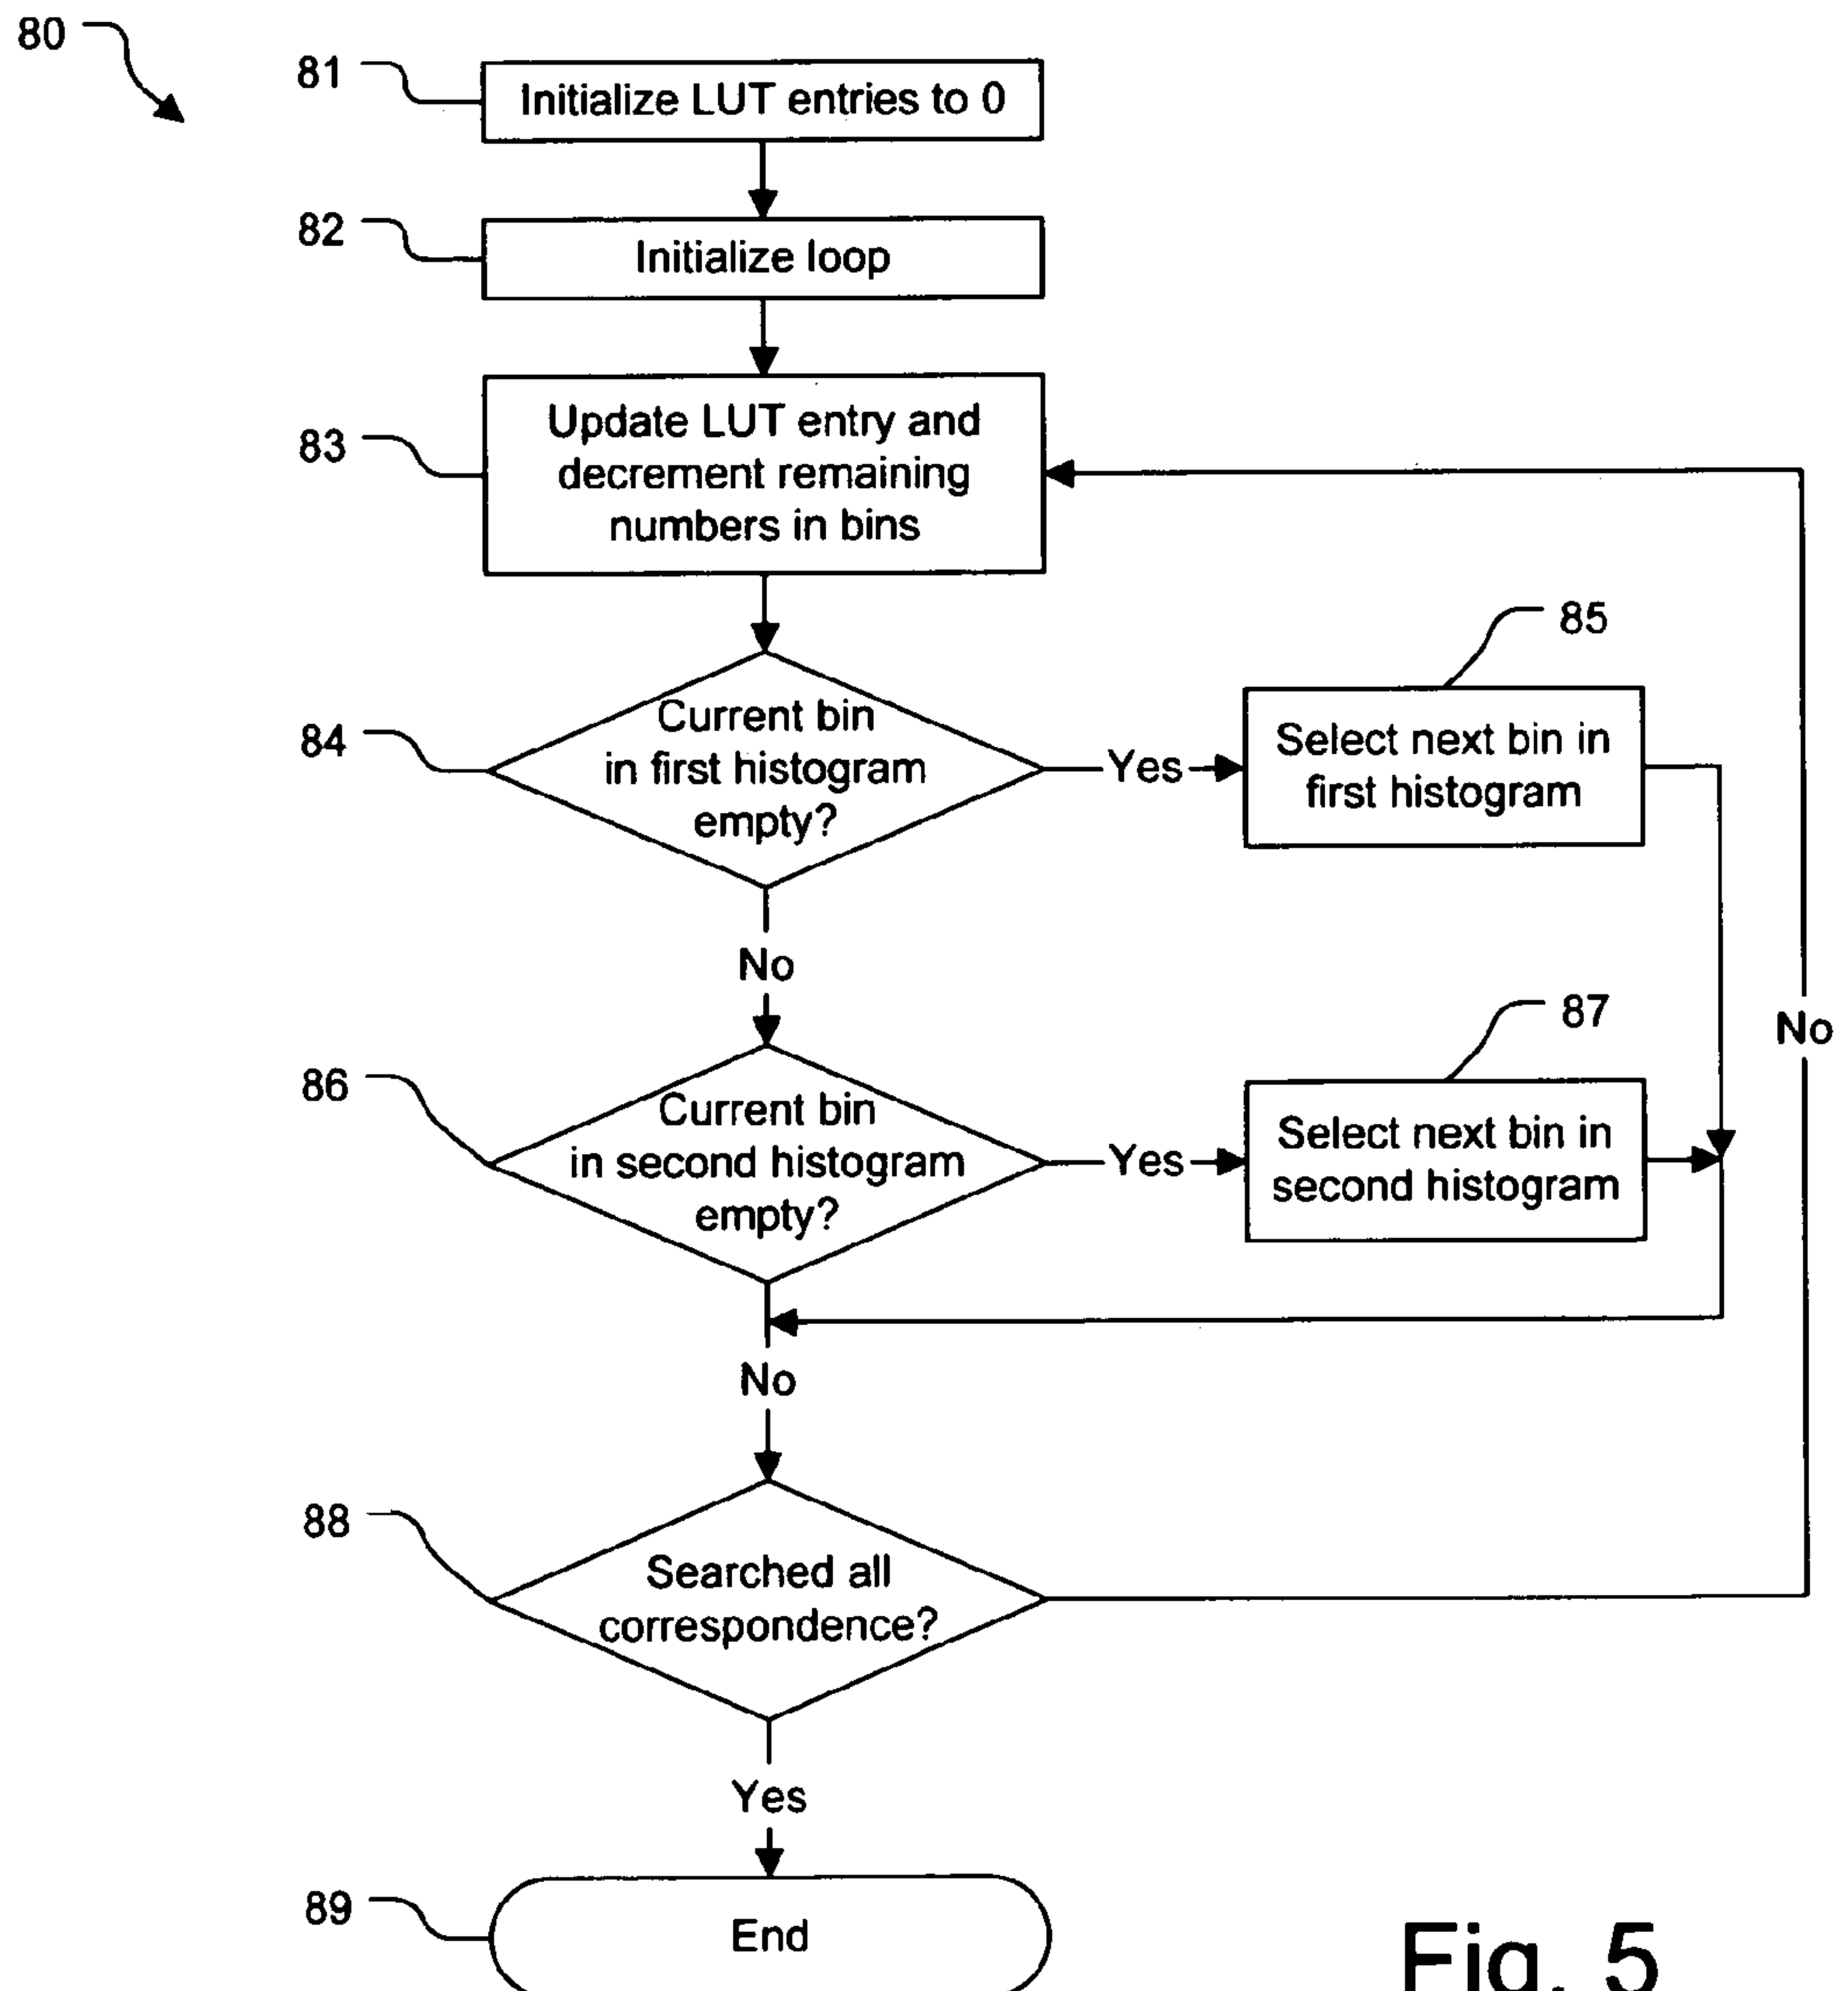 80
81
Initialize LUT entries to 0
82
Initialize loop
83
Update LUT entry and
decrement remaining
numbers in bins
84
Current bin
in first histogram
empty?
Yes
85
Select next bin in
first histogram
No
86
Current bin
in second histogram
empty?
Yes
87
Select next bin in
second histogram
No
No
88
Searched all
correspondence?
Yes
89
End
Fig. 5